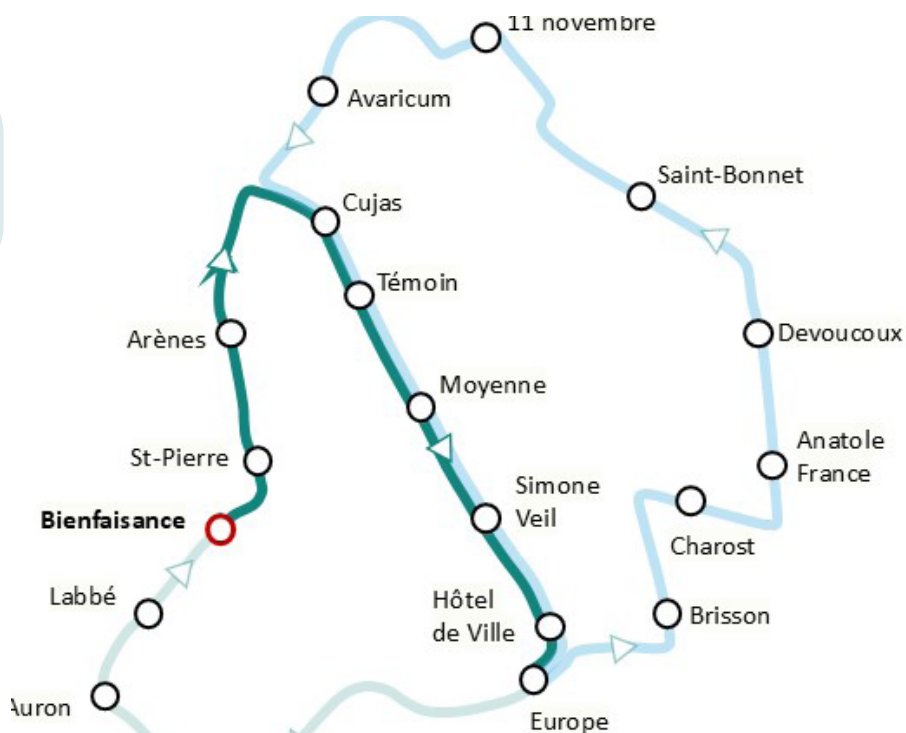 11 novembre
Avaricum
Saint-Bonnet
Cujas
Témoin
Arènes
Devoucoux
Moyenne
Anatole
France
St-Pierre
Simone
Veil
Bienfaisance
Charost
Labbé
Hôtel
de Ville
Brisson
Auron
Europe